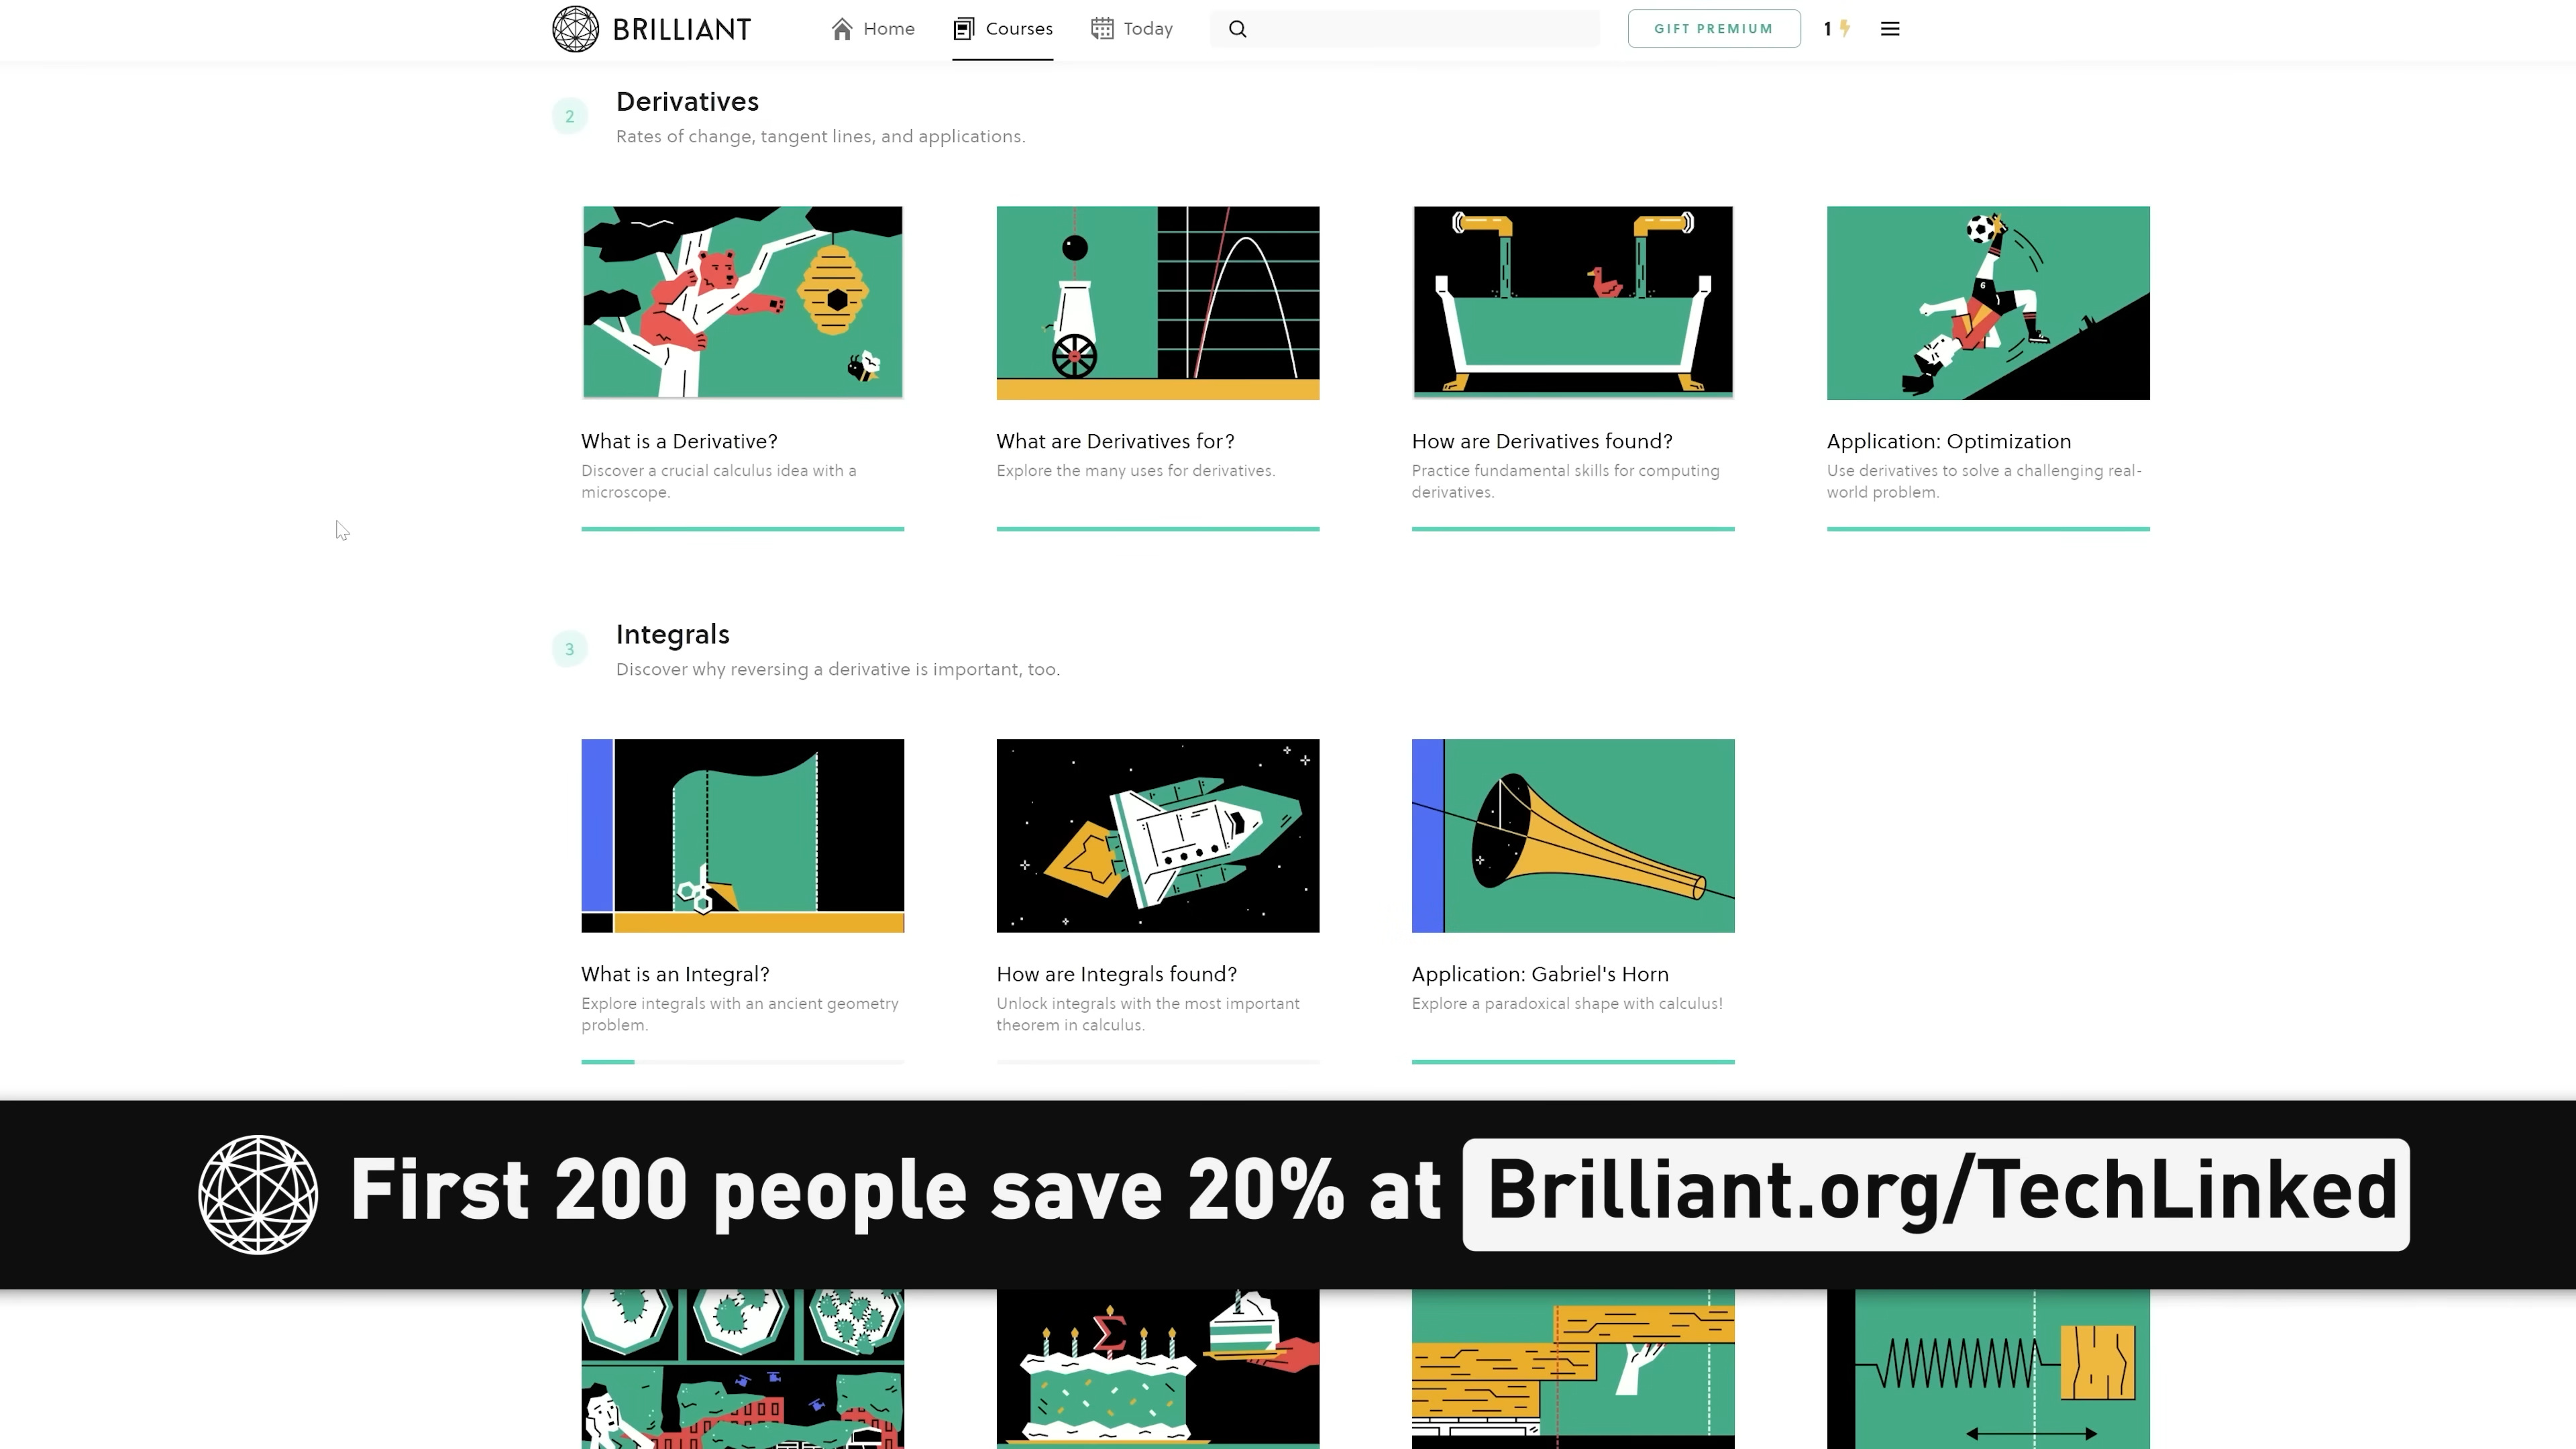 BRILLIANT
Home
Courses
Today
GIFT PREMIUM
1
2
Derivatives
Rates of change, tangent lines, and applications.
What is a Derivative?
Discover a crucial calculus idea with a
microscope.
What are Derivatives for?
Explore the many uses for derivatives.
How are Derivatives found?
Practice fundamental skills for computing
derivatives.
6
Application: Optimization
Use derivatives to solve a challenging real-
world problem.
3
Integrals
Discover why reversing a derivative is important, too.
What is an Integral?
Explore integrals with an ancient geometry
problem.
How are Integrals found?
Unlock integrals with the most important
theorem in calculus.
Application: Gabriel's Horn
Explore a paradoxical shape with calculus!
First 200 people save 20% at Brilliant.org/TechLinked
Σ